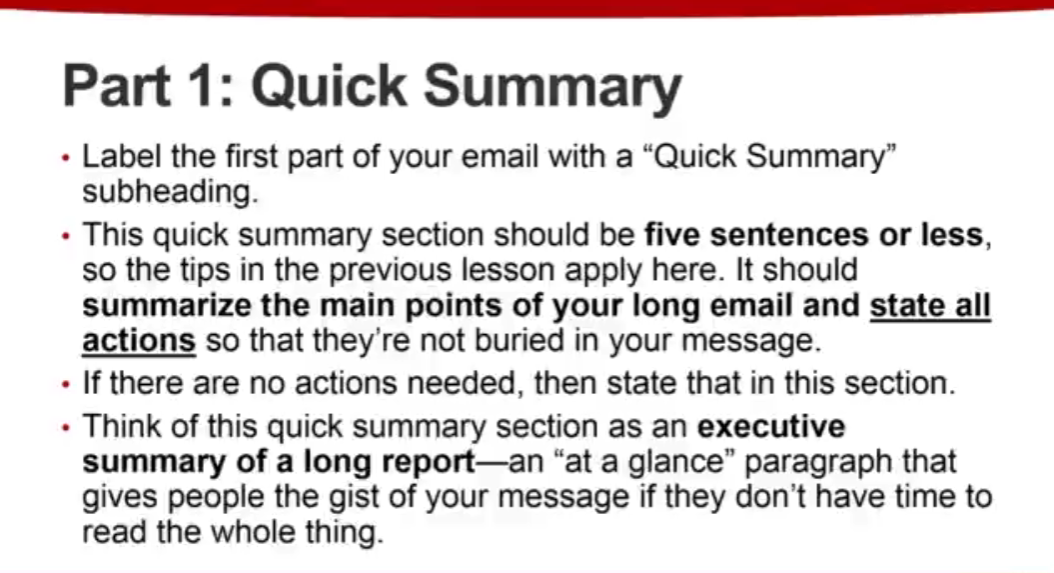 Part 1: Quick Summary
• Label the first part of your email with a “Quick Summary”
subheading.
• This quick summary section should be five sentences or less,
so the tips in the previous lesson apply here. It should
summarize the main points of your long email and state all
actions so that they’re not buried in your message.
• If there are no actions needed, then state that in this section.
• Think of this quick summary section as an executive
summary of a long report—an “at a glance” paragraph that
gives people the gist of your message if they don’t have time to
read the whole thing.